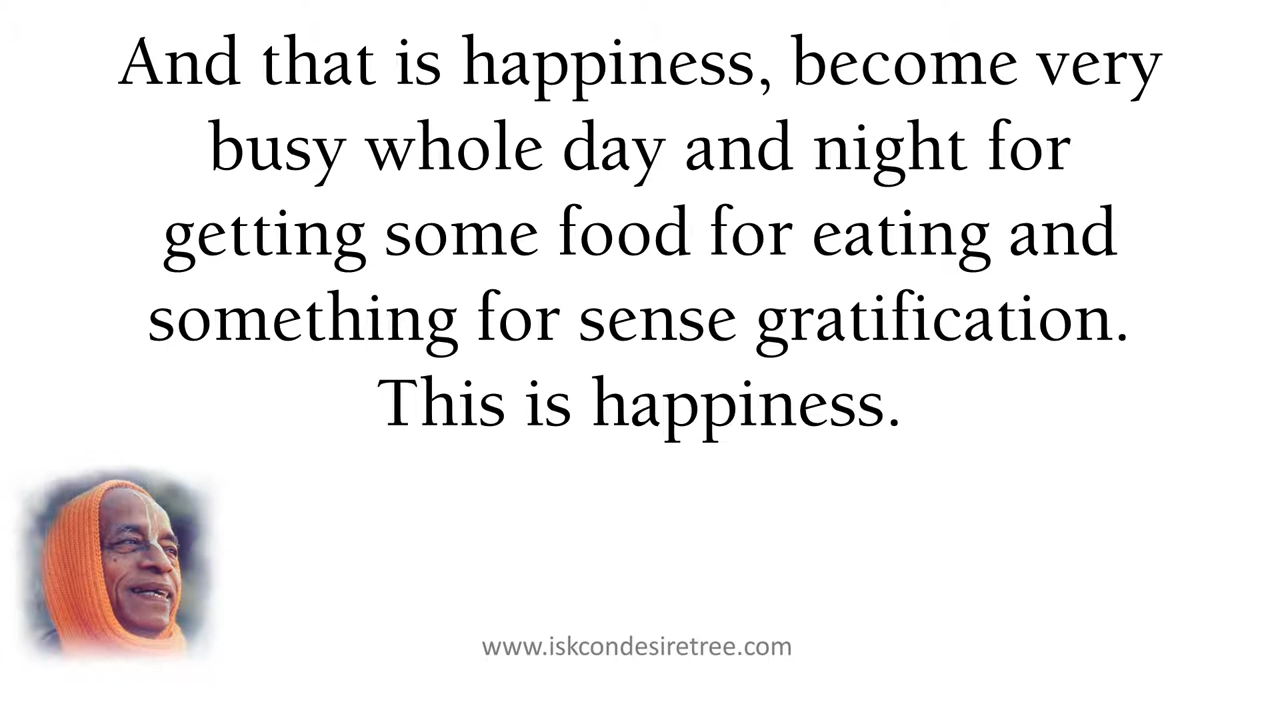 And that is happiness, become very
busy whole day and night for
getting some food for eating and
something for sense gratification.
This is happiness.
www.iskcondesiretree.com